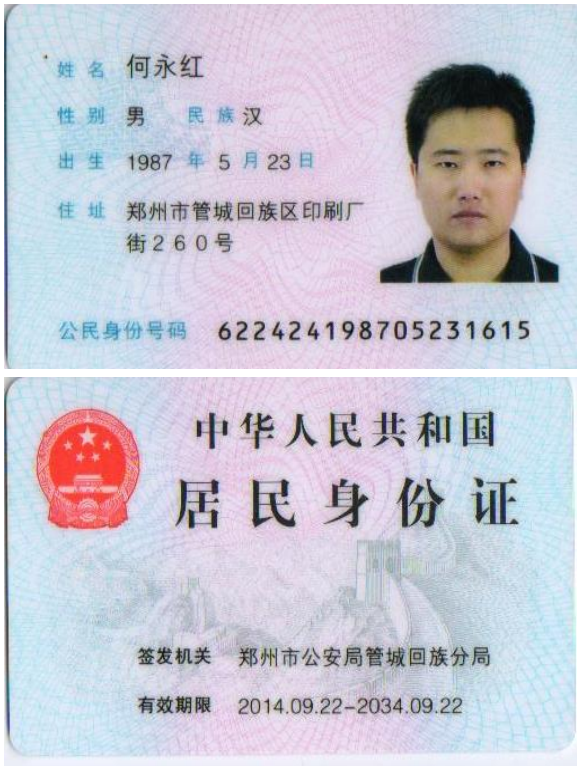 姓名 何永红
性别 男 民族 汉
出生 1987 年 5 月 23 日
住址 郑州市管城回族区印刷厂
街260号
公民身份号码 622424198705231615
中华人民共和国
居民身份证
签发机关 郑州市公安局管城回族分局
有效期限 2014.09.22-2034.09.22